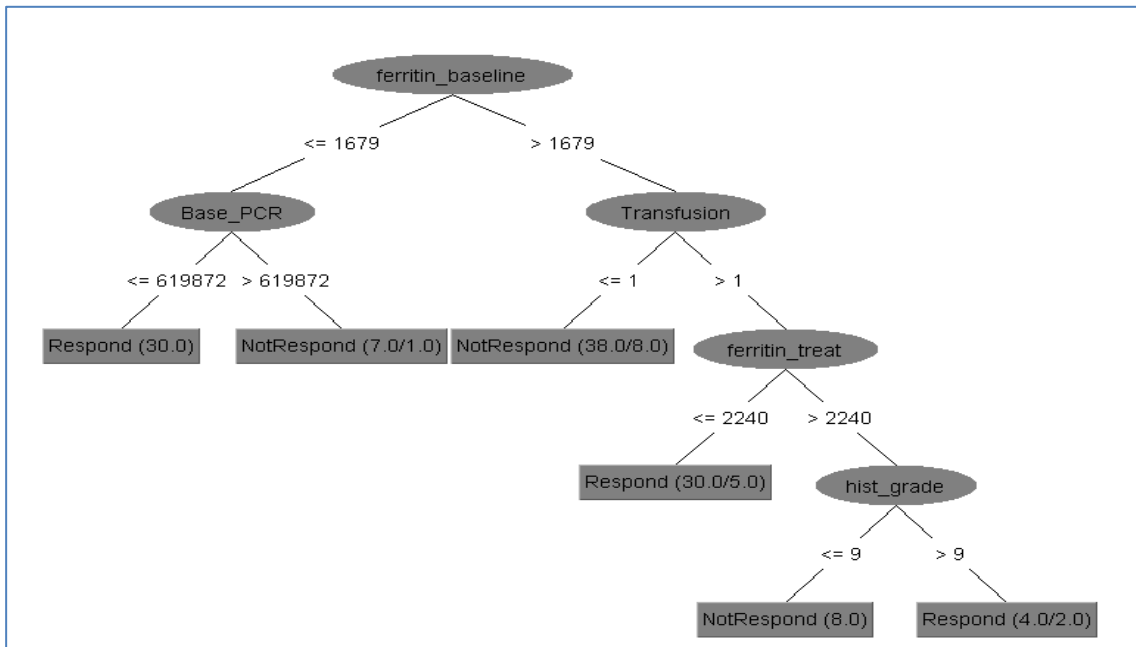 ferritin_baseline
<= 1679
> 1679
Base_PCR
Transfusion
<= 619872
> 619872
<= 1
> 1
Respond (30.0)
NotRespond (7.0/1.0)
NotRespond (38.0/8.0)
ferritin_treat
<= 2240
> 2240
Respond (30.0/5.0)
hist_grade
<= 9
> 9
NotRespond (8.0)
Respond (4.0/2.0)